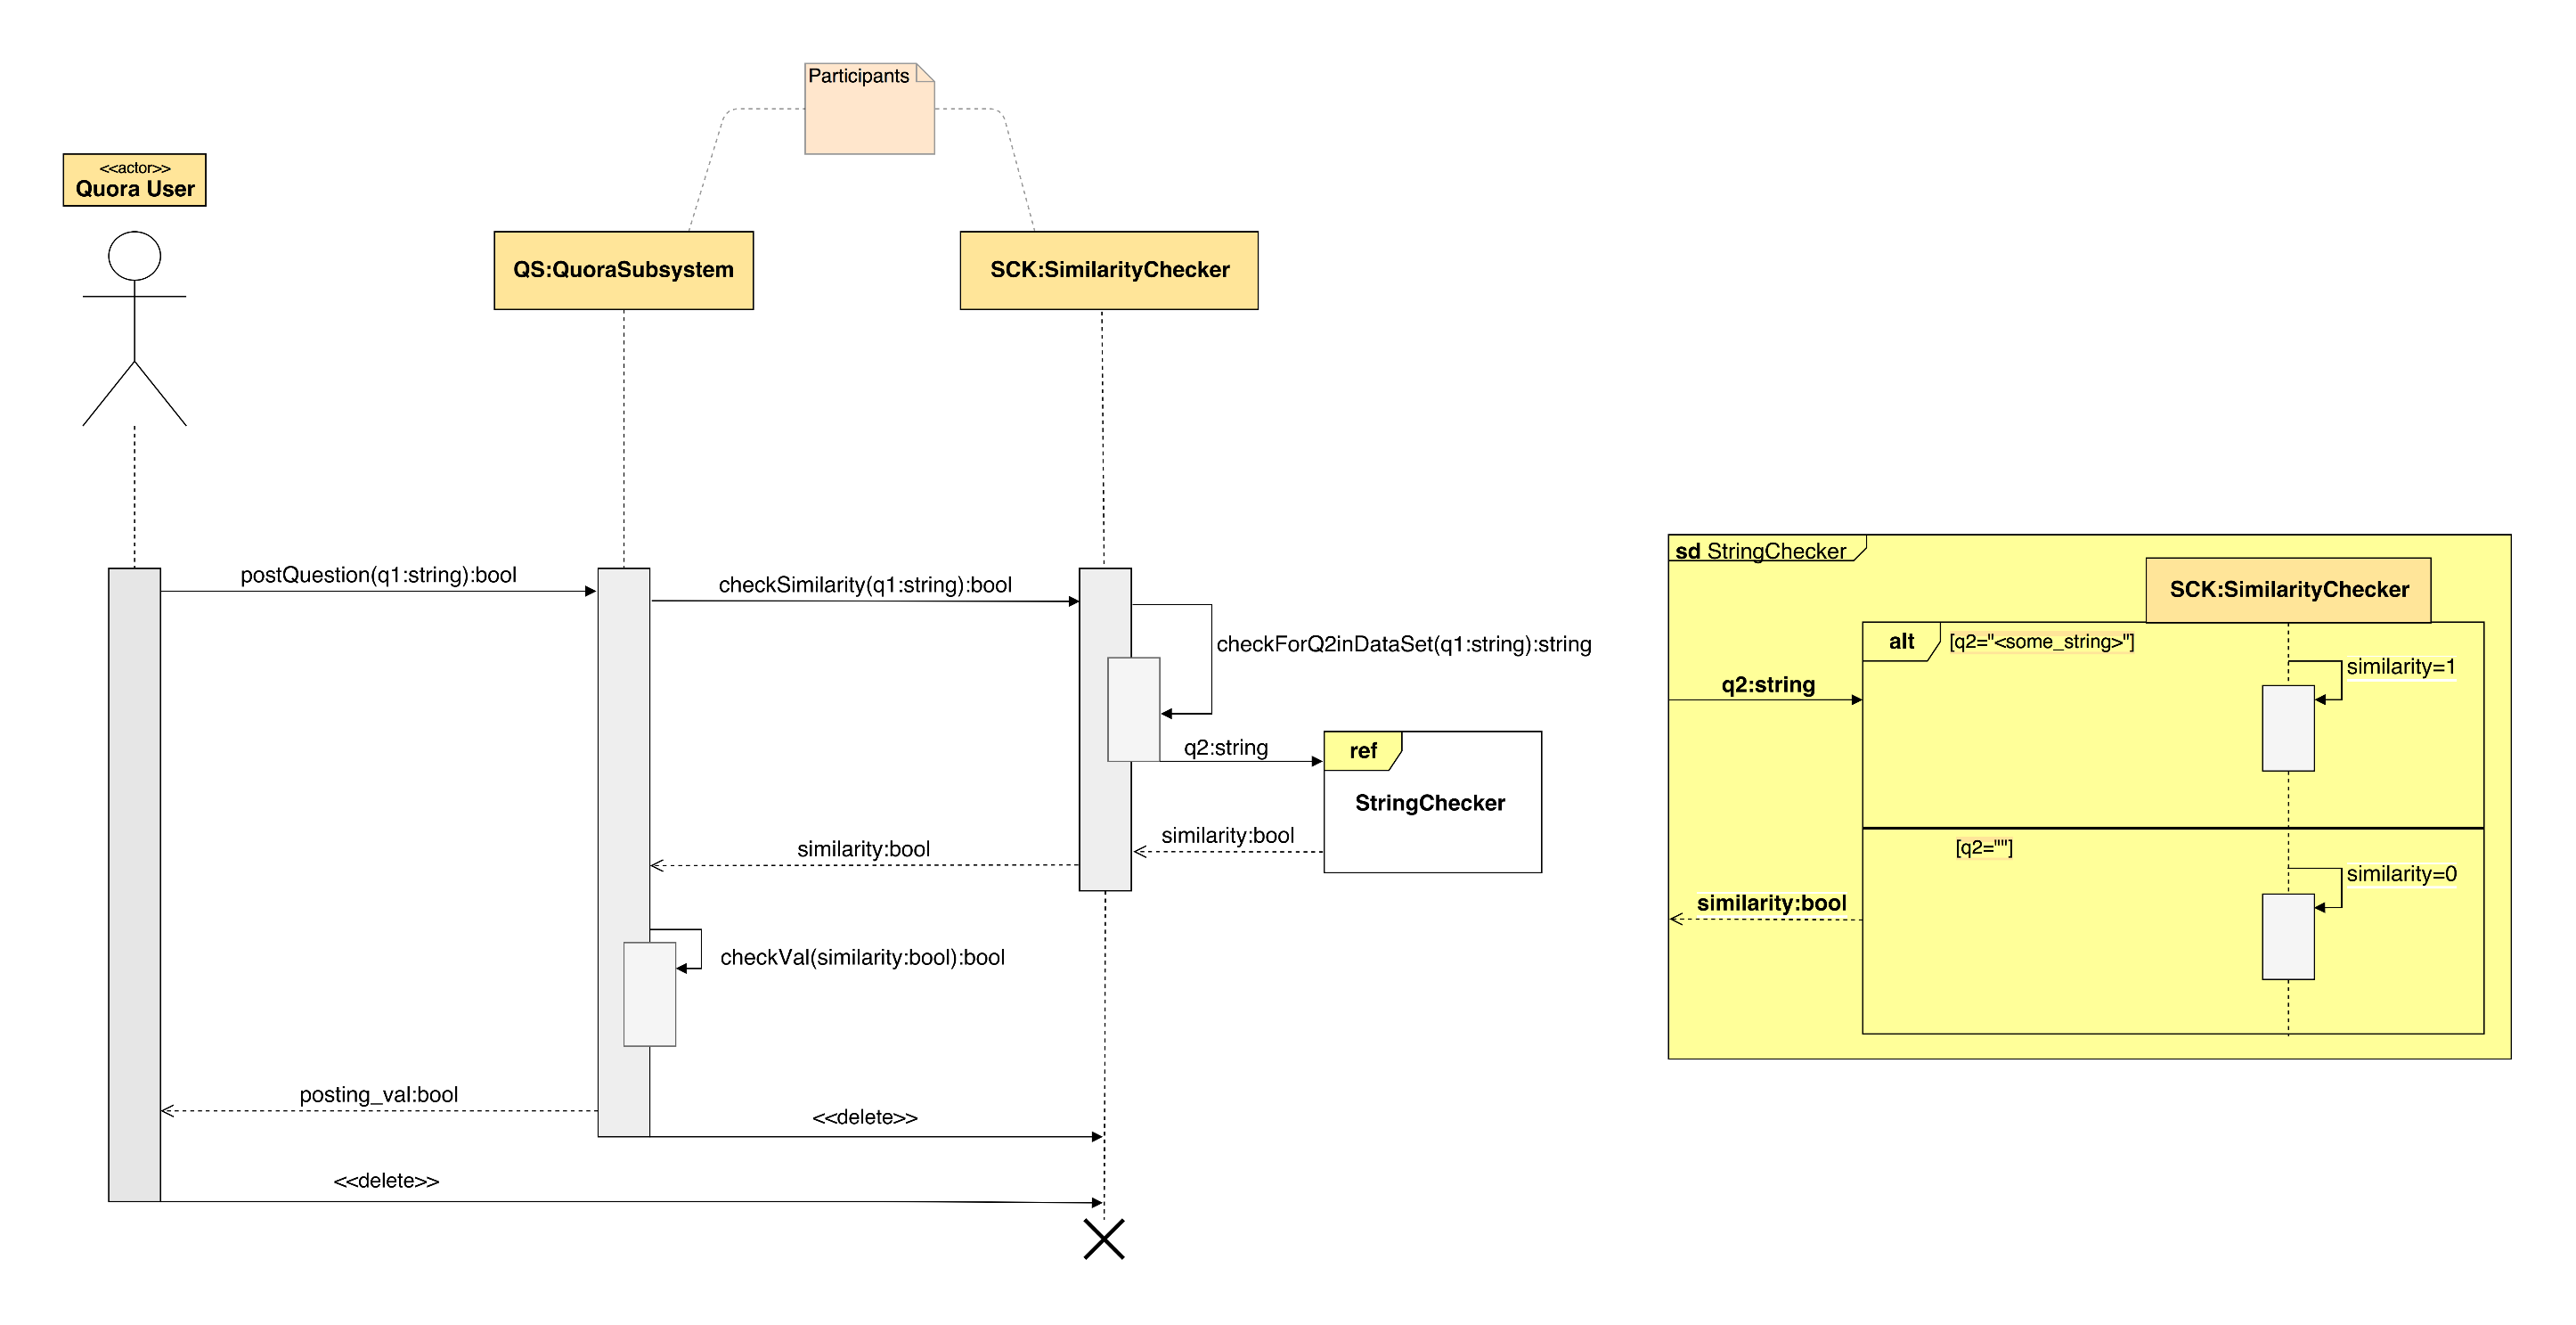 Participants
<<actor>>
Quora User
QS:QuoraSubsystem
SCK:SimilarityChecker
postQuestion(q1:string):bool
checkSimilarity(q1:string):bool
checkForQ2inDataSet(q1:string):string
q2:string
ref
StringChecker
similarity:bool
similarity:bool
checkVal(similarity:bool):bool
posting_val:bool
<<delete>>
<<delete>>
sd StringChecker
SCK:SimilarityChecker
alt
[q2="<some_string>"]
similarity=1
q2:string
[q2=""]
similarity=0
similarity:bool